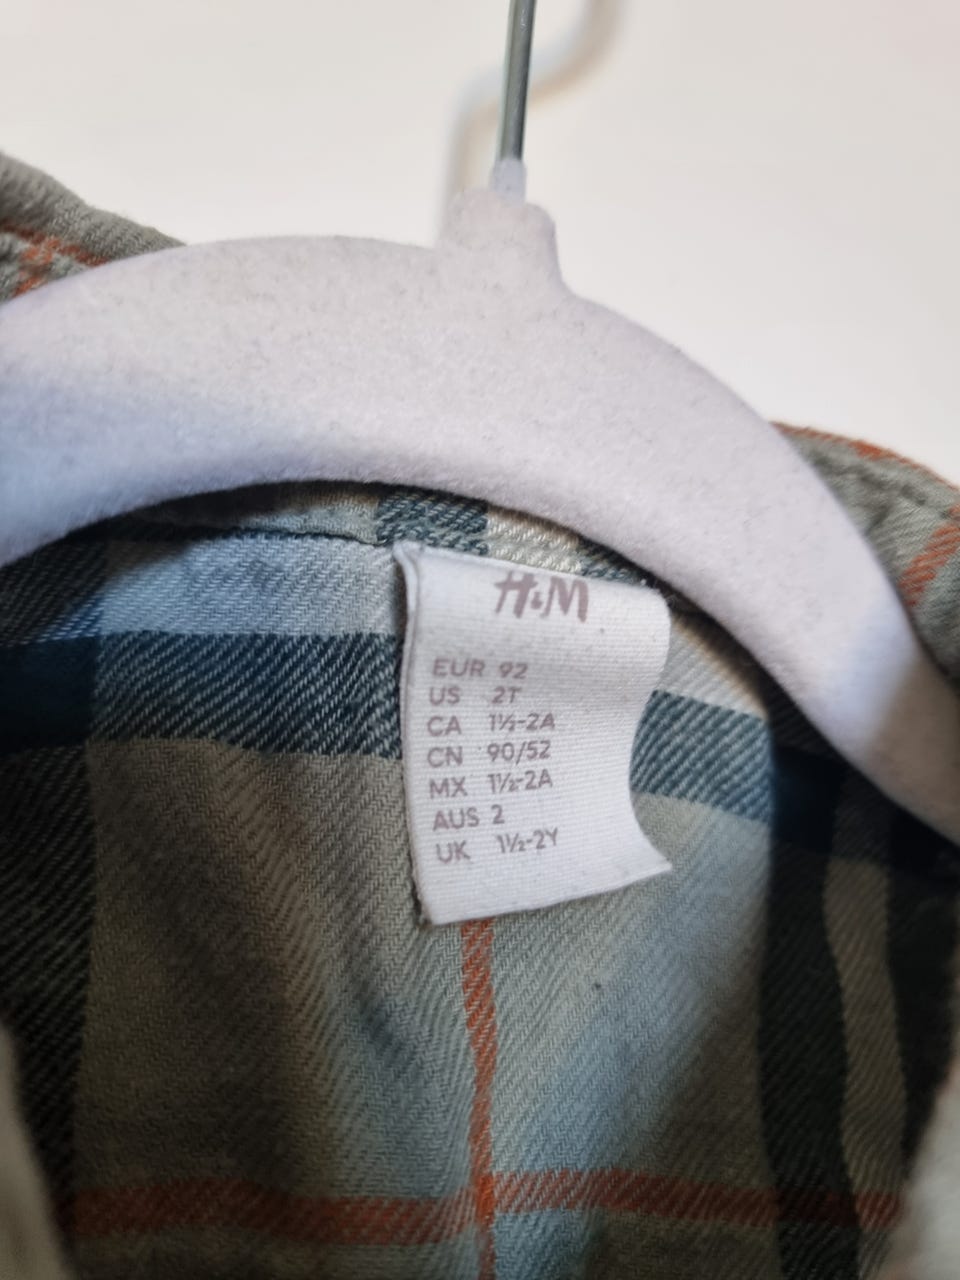 H&M
EUR 92
US 2T
CA 1½-2A
CN 90/52
MX 1½-2A
AUS 2
UK 1½-2Y